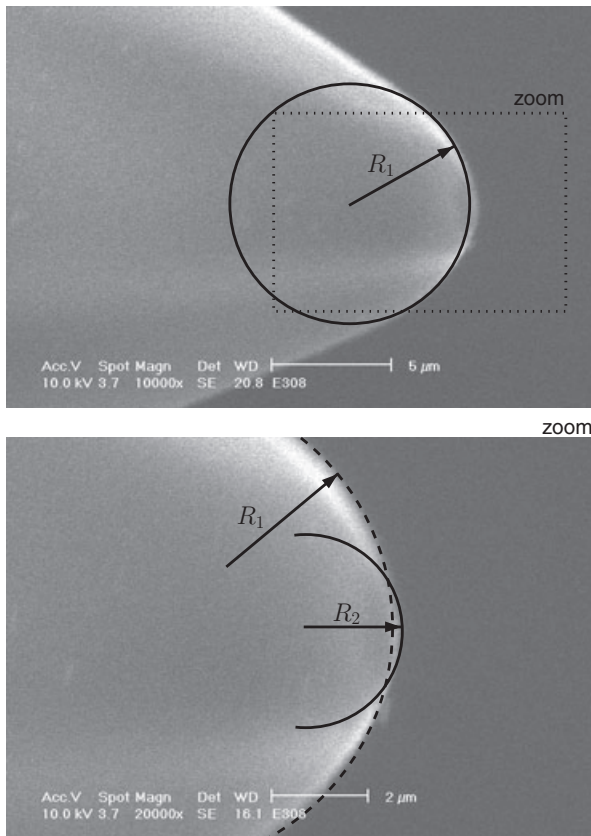 zoom
R1
Acc.V Spot Magn Det WD 5 µm
10.0 kV 3.7 10000x SE 20.8 E308
zoom
R1
R2
Acc.V Spot Magn Det WD 2 µm
10.0 kV 3.7 20000x SE 16.1 E308